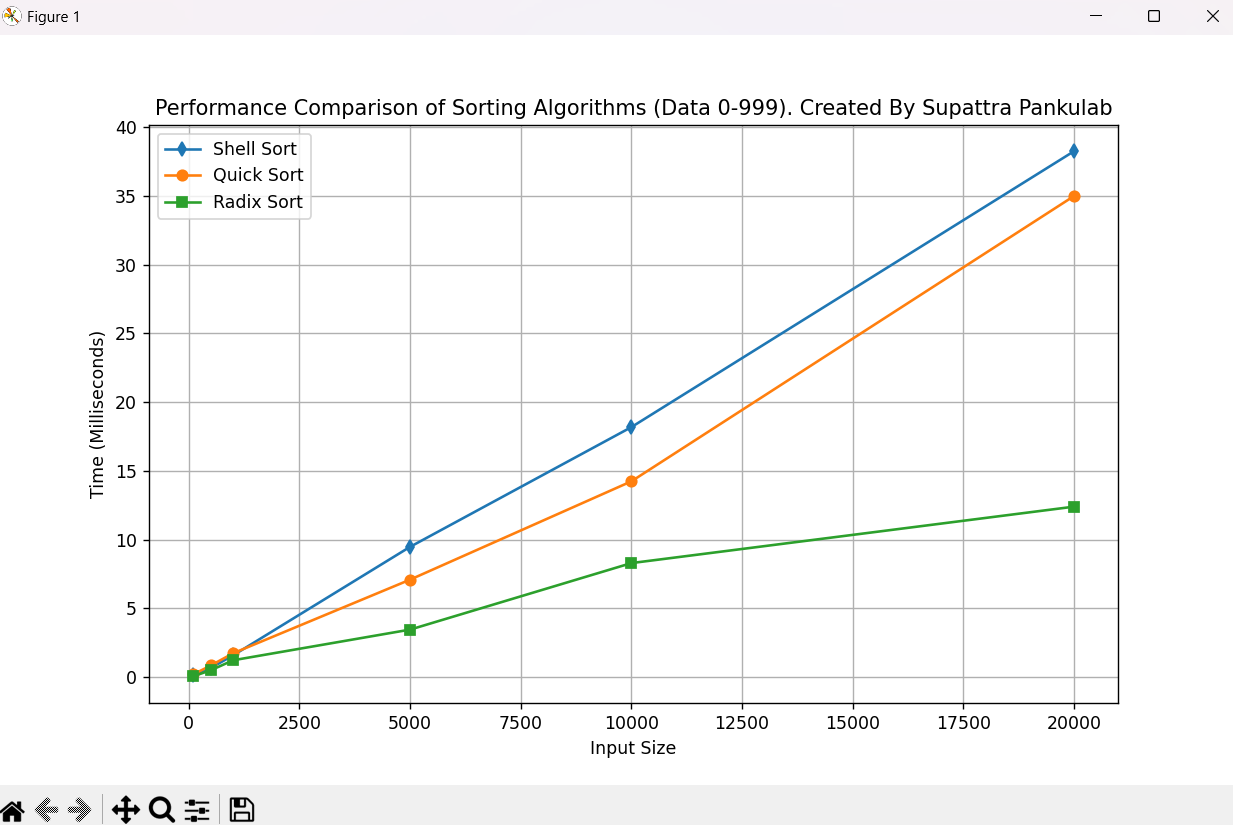 Figure 1
Performance Comparison of Sorting Algorithms (Data 0-999). Created By Supattra Pankulab
Shell Sort
Quick Sort
Radix Sort
40
35
30
25
20
15
10
5
0
Time (Milliseconds)
0 2500 5000 7500 10000 12500 15000 17500 20000
Input Size